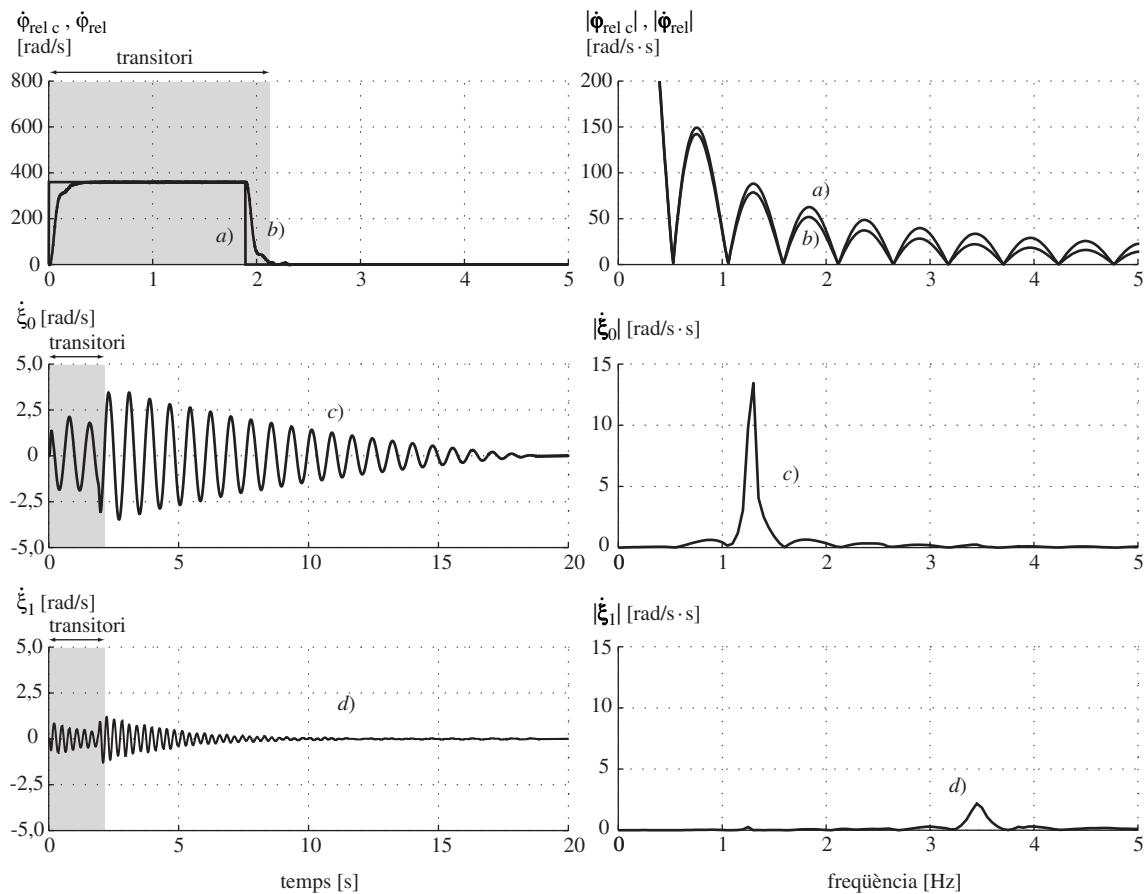 φ̇rel c , φ̇rel
[rad/s]
transitori
800
600
400
200
0
a)
b)
0 1 2 3 4 5
|φ̇rel c| , |φ̇rel|
[rad/s·s]
200
150
100
50
0
a)
b)
0 1 2 3 4 5
ξ̇0 [rad/s]
transitori
5,0
2,5
0
-2,5
-5,0
c)
0 5 10 15 20
|ξ̇0| [rad/s·s]
15
10
5
0
c)
0 1 2 3 4 5
ξ̇1 [rad/s]
transitori
5,0
2,5
0
-2,5
-5,0
d)
0 5 10 15 20
temps [s]
|ξ̇1| [rad/s·s]
15
10
5
0
d)
0 1 2 3 4 5
freqüència [Hz]